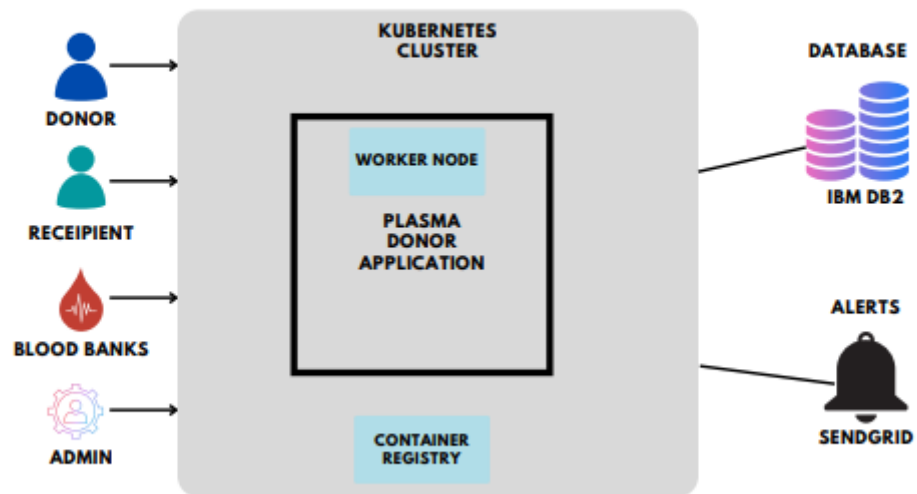 KUBERNETES
CLUSTER
DATABASE
DONOR
WORKER NODE
IBM DB2
RECEIPIENT
PLASMA
DONOR
APPLICATION
ALERTS
BLOOD BANKS
SENDGRID
CONTAINER
REGISTRY
ADMIN